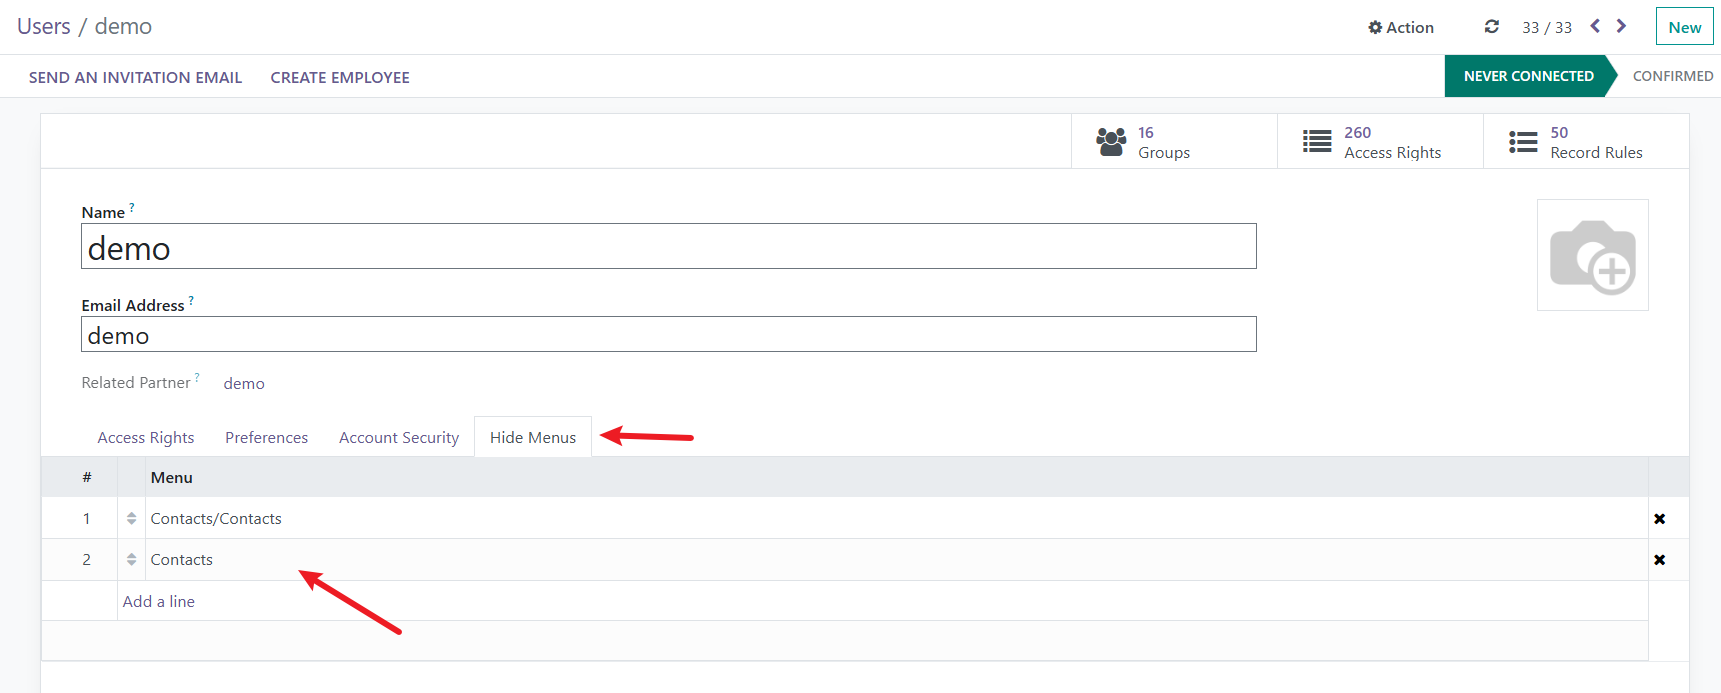 Users / demo
Action
33 / 33
New
SEND AN INVITATION EMAIL CREATE EMPLOYEE
NEVER CONNECTED
CONFIRMED
16
Groups
260
Access Rights
50
Record Rules
Name ?
demo
Email Address ?
demo
Related Partner ? demo
Access Rights Preferences Account Security Hide Menus
# Menu
1 Contacts/Contacts
2 Contacts
Add a line